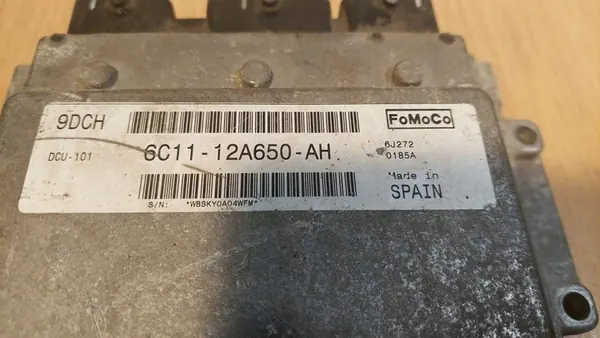 9DCH
FoMoCo
DCU-101
6C11-12A650-AH
6J272
0185A
Made in
SPAIN
S/N: *WBSKY0A04WFM*